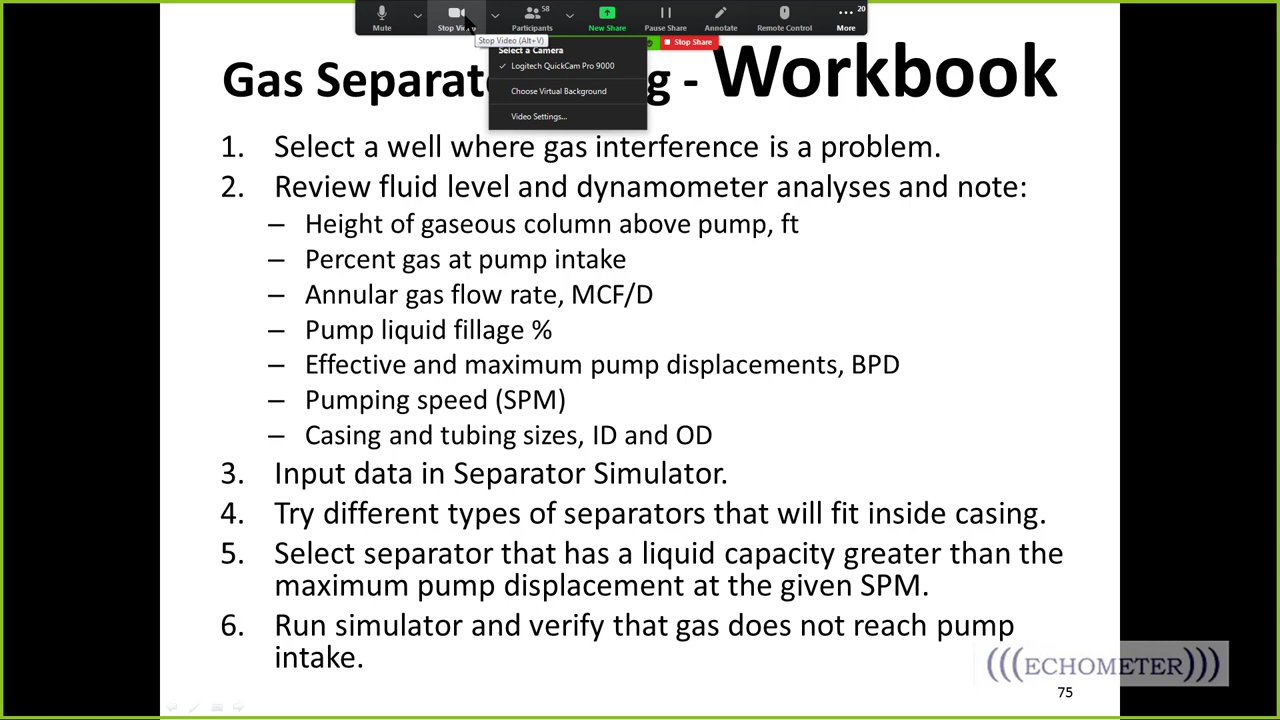 Mute
Stop Video
58
Participants
New Share
Pause Share
Annotate
Remote Control
20
More
Stop Video (Alt+V)
Stop Share
Select a Camera
✓ Logitech QuickCam Pro 9000
Choose Virtual Background
Video Settings...
Gas Separat g - Workbook
1. Select a well where gas interference is a problem.
2. Review fluid level and dynamometer analyses and note:
– Height of gaseous column above pump, ft
– Percent gas at pump intake
– Annular gas flow rate, MCF/D
– Pump liquid fillage %
– Effective and maximum pump displacements, BPD
– Pumping speed (SPM)
– Casing and tubing sizes, ID and OD
3. Input data in Separator Simulator.
4. Try different types of separators that will fit inside casing.
5. Select separator that has a liquid capacity greater than the
maximum pump displacement at the given SPM.
6. Run simulator and verify that gas does not reach pump
intake.
(((ECHOMETER)))
75